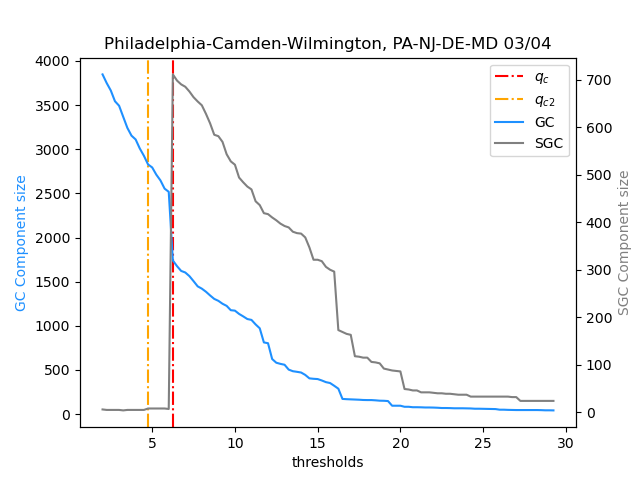 Philadelphia-Camden-Wilmington, PA-NJ-DE-MD 03/04
GC Component size
4000
3500
3000
2500
2000
1500
1000
500
0
5
10
15
20
25
30
thresholds
700
600
500
400
300
200
100
0
SGC Component size
q_c
q_c2
GC
SGC